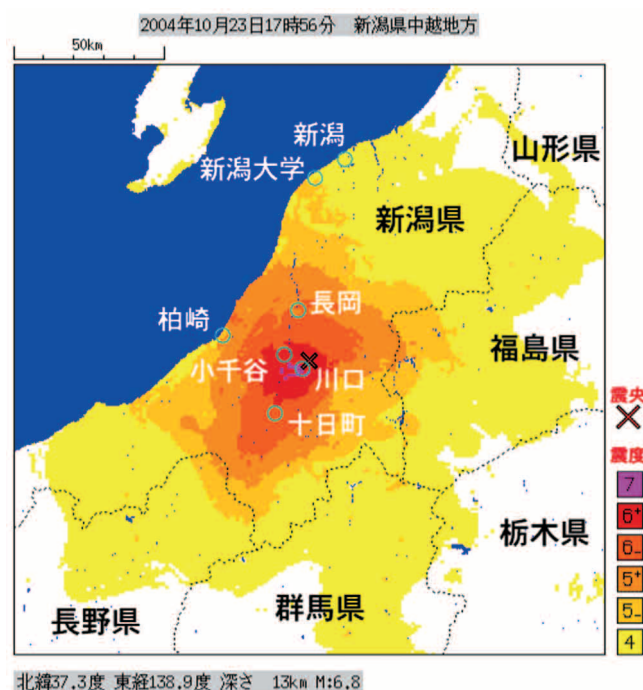 2004年10月23日17時56分 新潟県中越地方
50km
新潟
山形県
新潟大学
新潟県
長岡
柏崎
福島県
小千谷
川口
震央
十日町
震度
7
6+
栃木県
6-
5+
群馬県
5-
長野県
4
北緯37.3度 東経138.9度 深さ 13km M:6.8